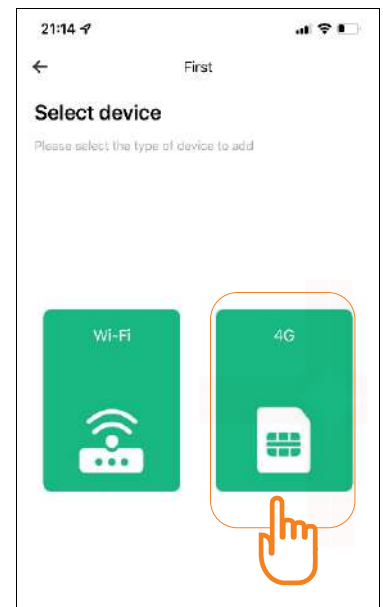 21:14
First
Select device
Please select the type of device to add
Wi-Fi
4G